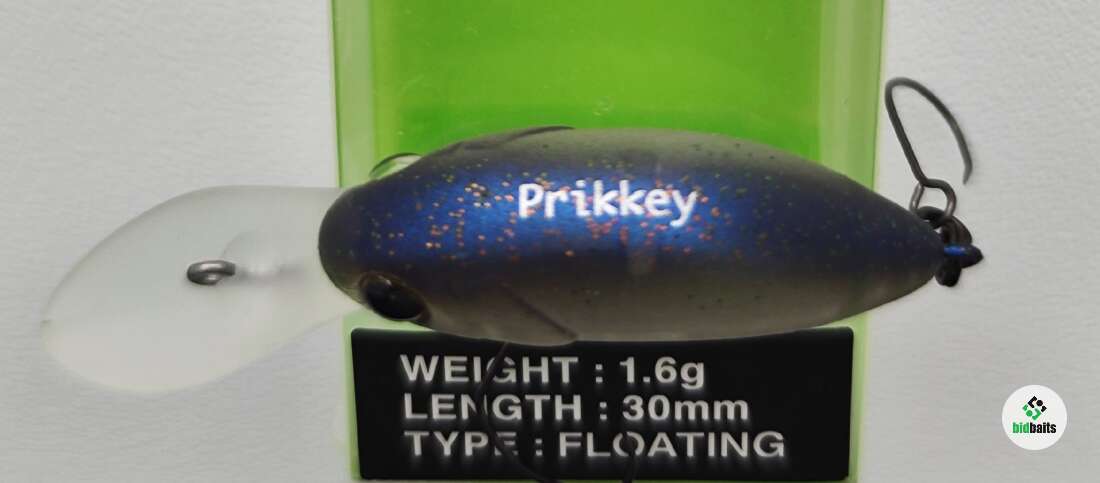 Prikkey
WEIGHT : 1.6g
LENGTH : 30mm
TYPE : FLOATING
bidbaits